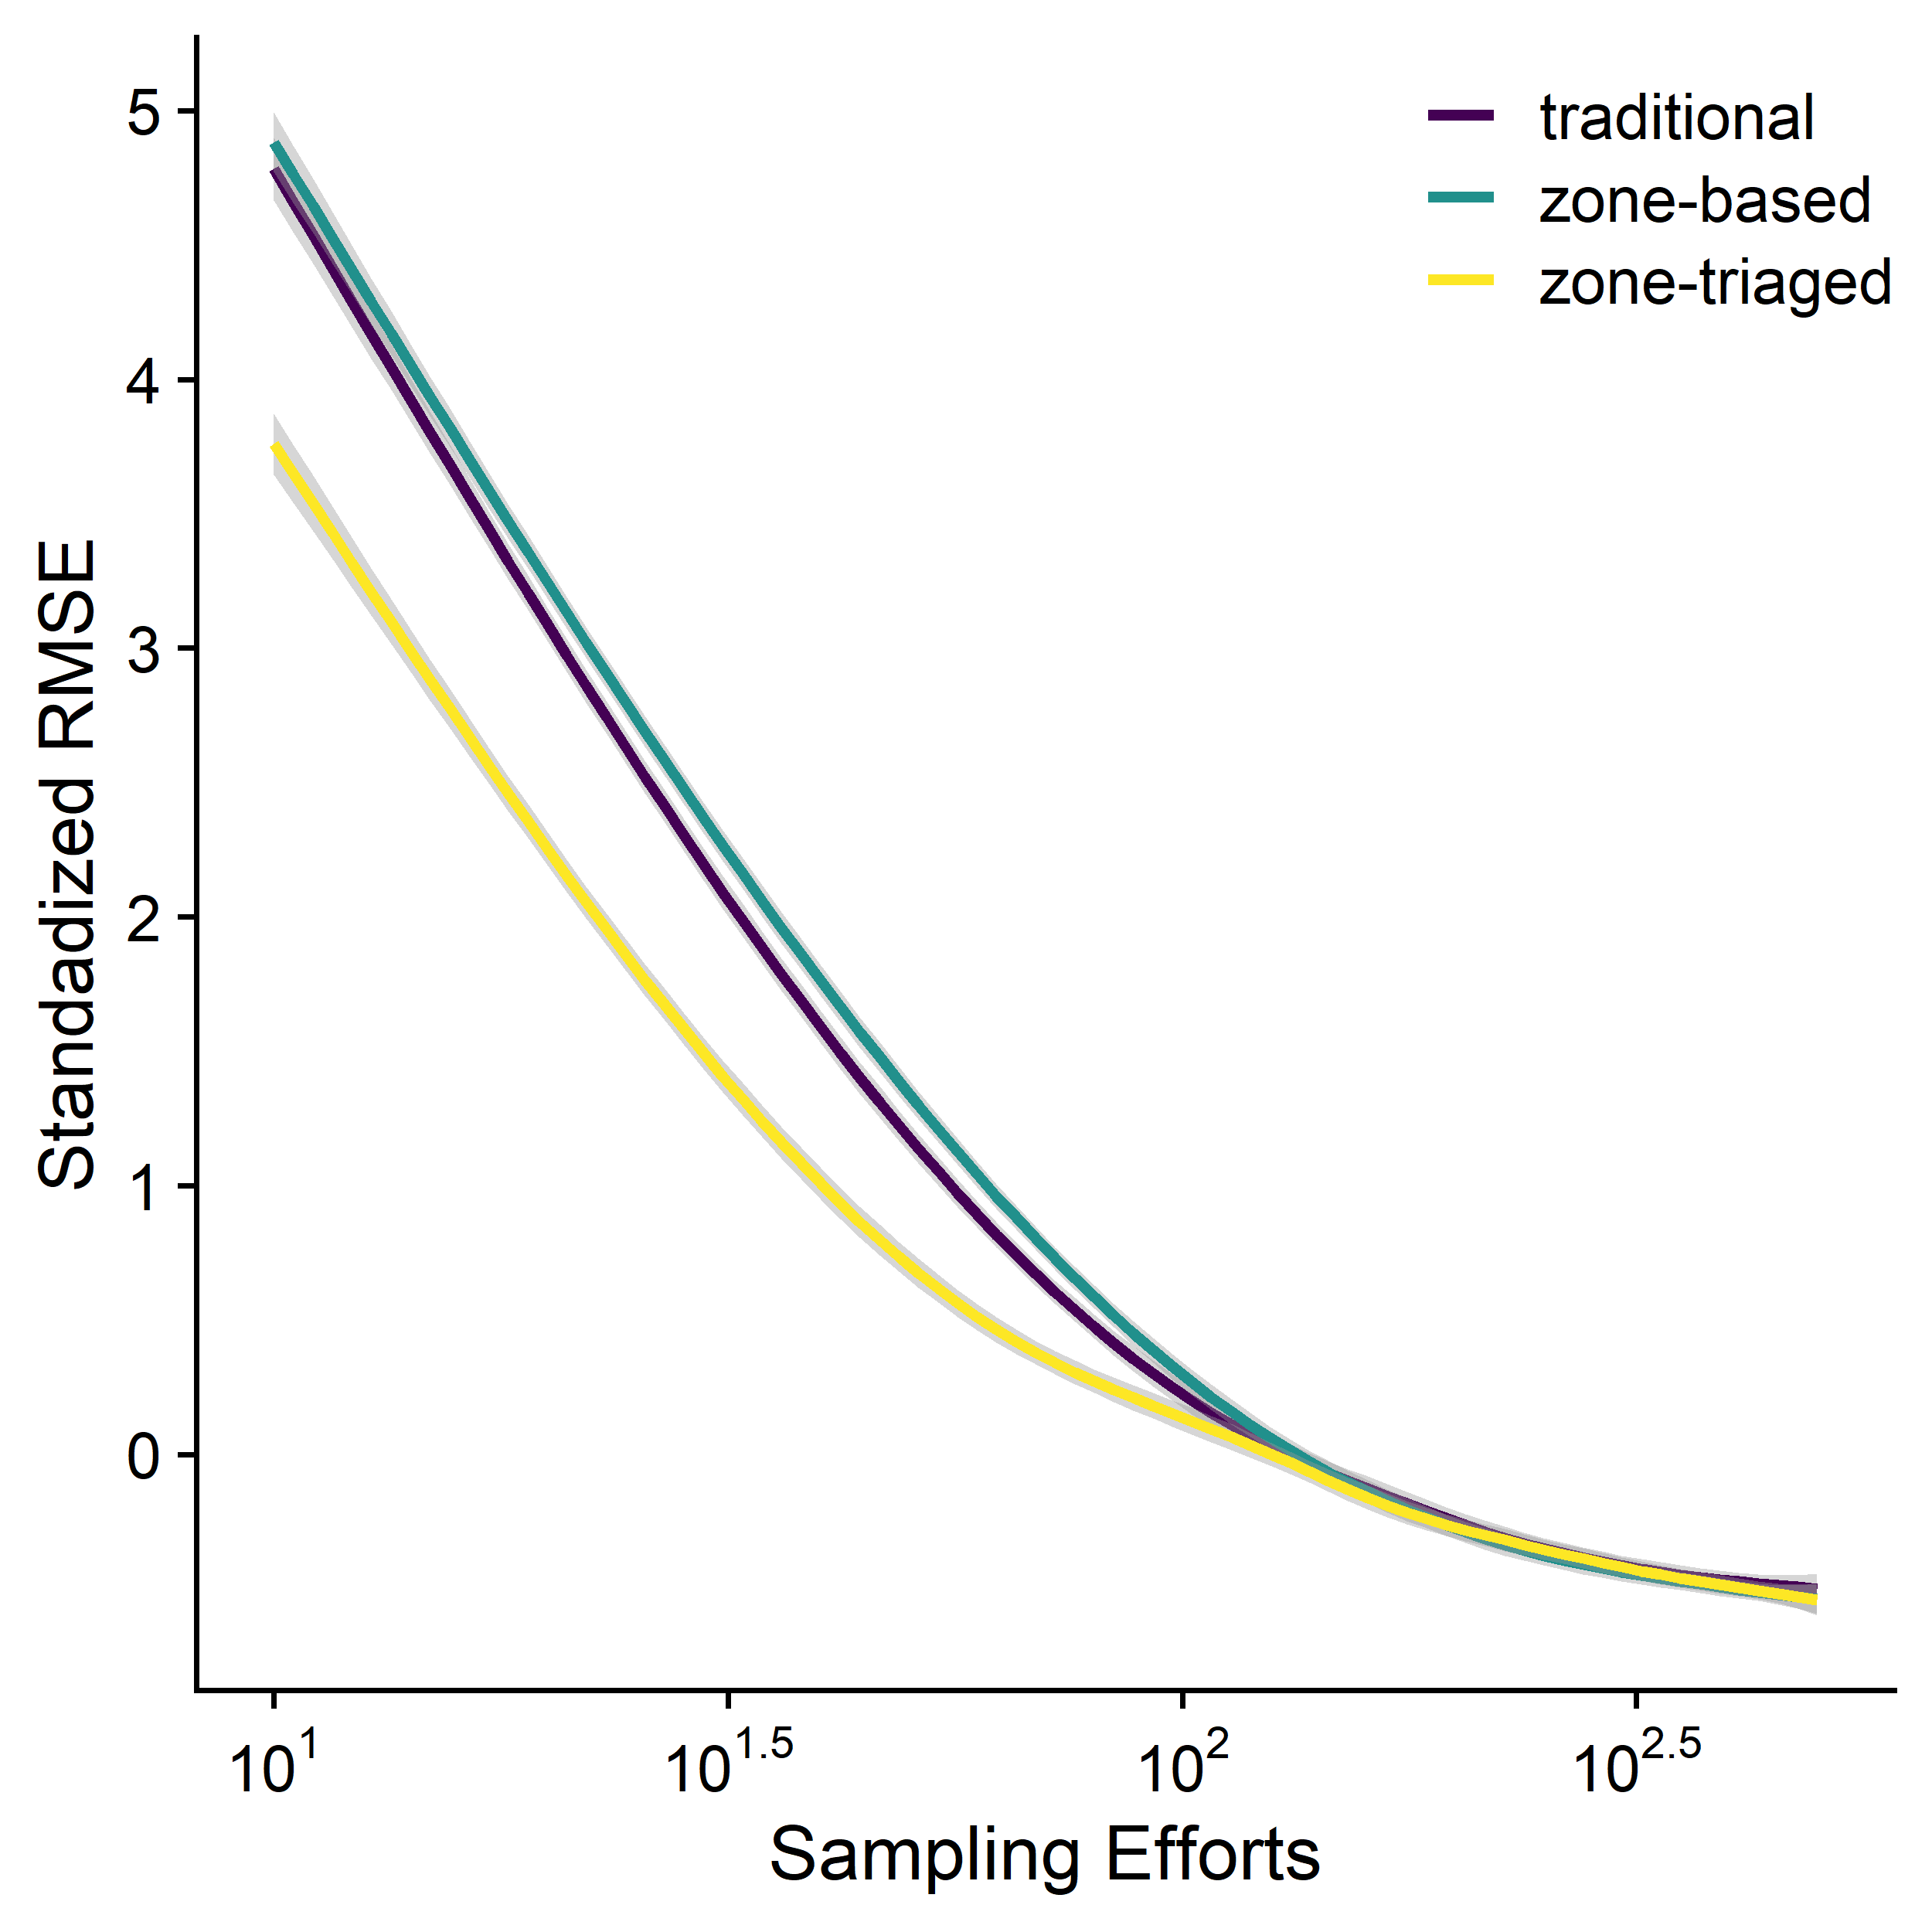 traditional
zone-based
zone-triaged
Standadized RMSE
5
4
3
2
1
0
10^1
10^1.5
10^2
10^2.5
Sampling Efforts